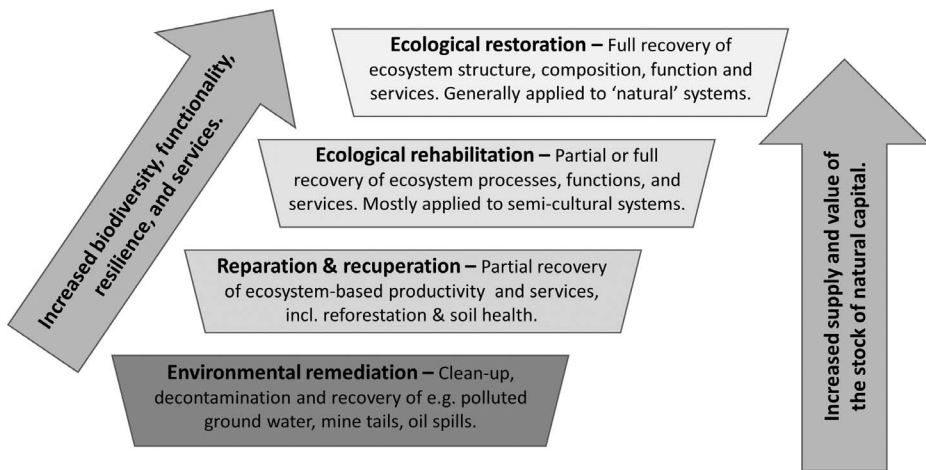 Increased biodiversity, functionality,
resilience, and services.
Ecological restoration – Full recovery of
ecosystem structure, composition, function and
services. Generally applied to ‘natural’ systems.
Ecological rehabilitation – Partial or full
recovery of ecosystem processes, functions, and
services. Mostly applied to semi-cultural systems.
Reparation & recuperation – Partial recovery
of ecosystem-based productivity and services,
incl. reforestation & soil health.
Environmental remediation – Clean-up,
decontamination and recovery of e.g. polluted
ground water, mine tails, oil spills.
Increased supply and value of
the stock of natural capital.